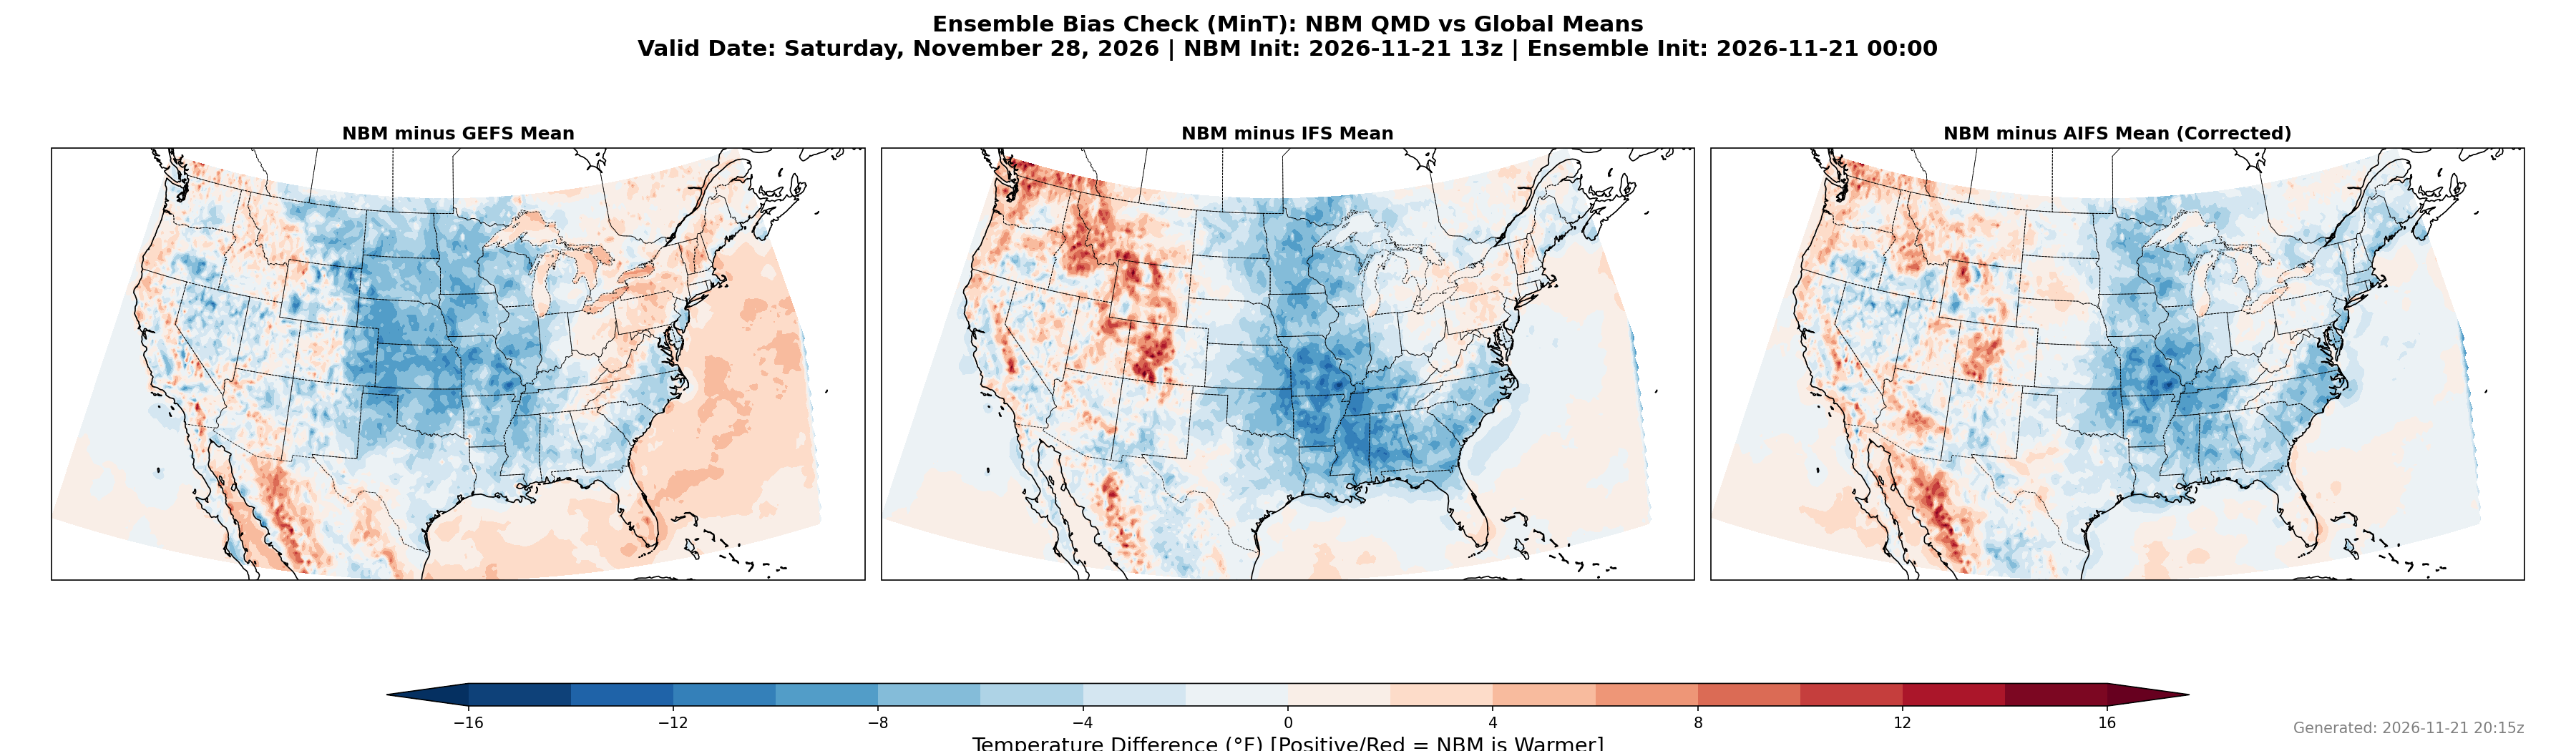 Ensemble Bias Check (MinT): NBM QMD vs Global Means
Valid Date: Saturday, November 28, 2026 | NBM Init: 2026-11-21 13z | Ensemble Init: 2026-11-21 00:00
NBM minus GEFS Mean
NBM minus IFS Mean
NBM minus AIFS Mean (Corrected)
−16 −12 −8 −4 0 4 8 12 16
Temperature Difference (°F) [Positive/Red = NBM is Warmer]
Generated: 2026-11-21 20:15z